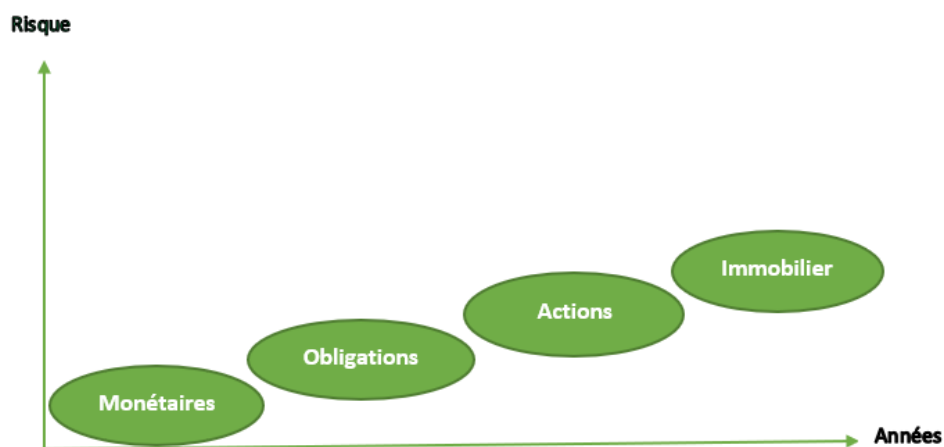 Risque
Immobilier
Actions
Obligations
Monétaires
Années